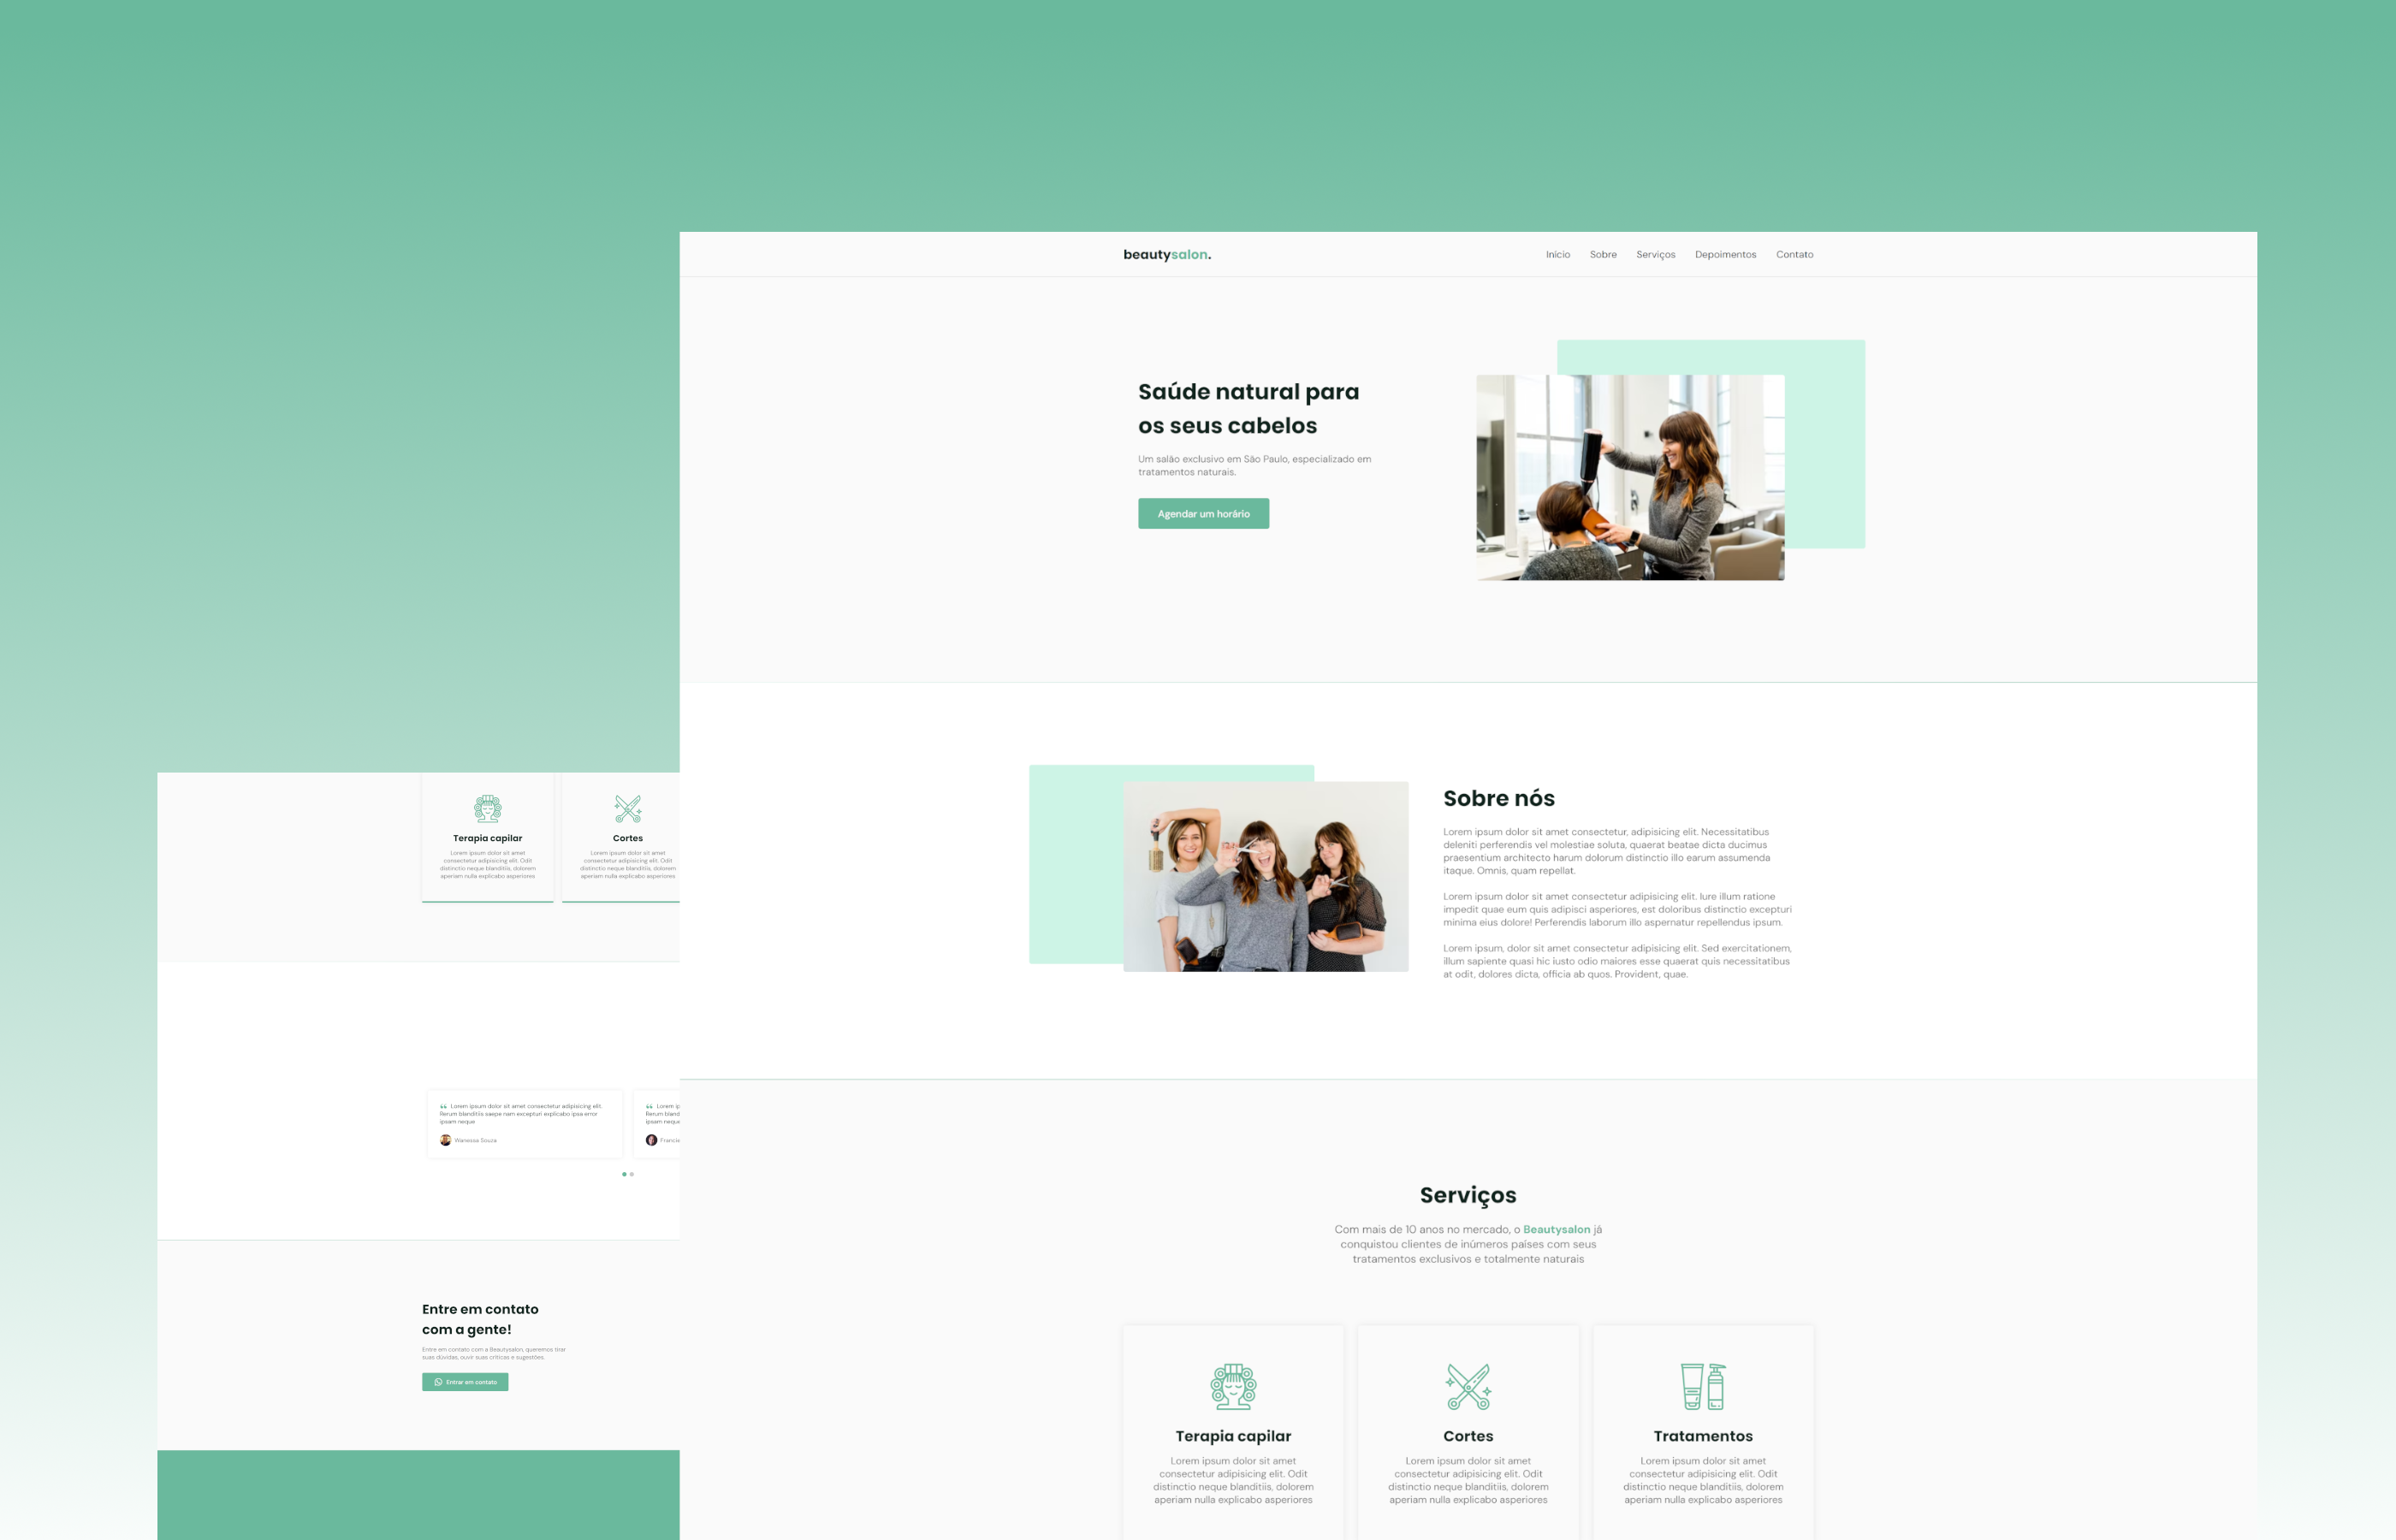 beautysalon.
Início Sobre Serviços Depoimentos Contato
Saúde natural para
os seus cabelos
Um salão exclusivo em São Paulo, especializado em
tratamentos naturais.
Agendar um horário
Sobre nós
Lorem ipsum dolor sit amet consectetur, adipisicing elit. Necessitatibus
deleniti perferendis vel molestiae soluta, quaerat beatae dicta ducimus
praesentium architecto harum dolorum distinctio illo earum assumenda
itaque. Omnis, quam repellat.
Lorem ipsum dolor sit amet consectetur adipisicing elit. Iure illum ratione
impedit quae eum quis adipisci asperiores, est doloribus distinctio excepturi
minima eius dolore! Perferendis laborum illo aspernatur repellendus ipsum.
Lorem ipsum, dolor sit amet consectetur adipisicing elit. Sed exercitationem,
illum sapiente quasi hic iusto odio maiores esse quaerat quis necessitatibus
at odit, dolores dicta, officia ab quos. Provident, quae.
Serviços
Com mais de 10 anos no mercado, o Beautysalon já
conquistou clientes de inúmeros países com seus
tratamentos exclusivos e totalmente naturais
Terapia capilar
Lorem ipsum dolor sit amet
consectetur adipisicing elit. Odit
distinctio neque blanditiis, dolorem
aperiam nulla explicabo asperiores
Cortes
Lorem ipsum dolor sit amet
consectetur adipisicing elit. Odit
distinctio neque blanditiis, dolorem
aperiam nulla explicabo asperiores
Tratamentos
Lorem ipsum dolor sit amet
consectetur adipisicing elit. Odit
distinctio neque blanditiis, dolorem
aperiam nulla explicabo asperiores
Terapia capilar
Lorem ipsum dolor sit amet
consectetur adipisicing elit. Odit
distinctio neque blanditiis, dolorem
aperiam nulla explicabo asperiores
Cortes
Lorem ipsum dolor sit amet
consectetur adipisicing elit. Odit
distinctio neque blanditiis, dolorem
aperiam nulla explicabo asperiores
“ Lorem ipsum dolor sit amet consectetur adipisicing elit.
Rerum blanditiis saepe nam excepturi explicabo ipsa error
ipsam neque
Wanessa Souza
“ Lorem ip
Rerum bland
ipsam neque
Entre em contato
com a gente!
Entre em contato com a Beautysalon, queremos tirar
suas dúvidas, ouvir suas críticas e sugestões.
Entrar em contato